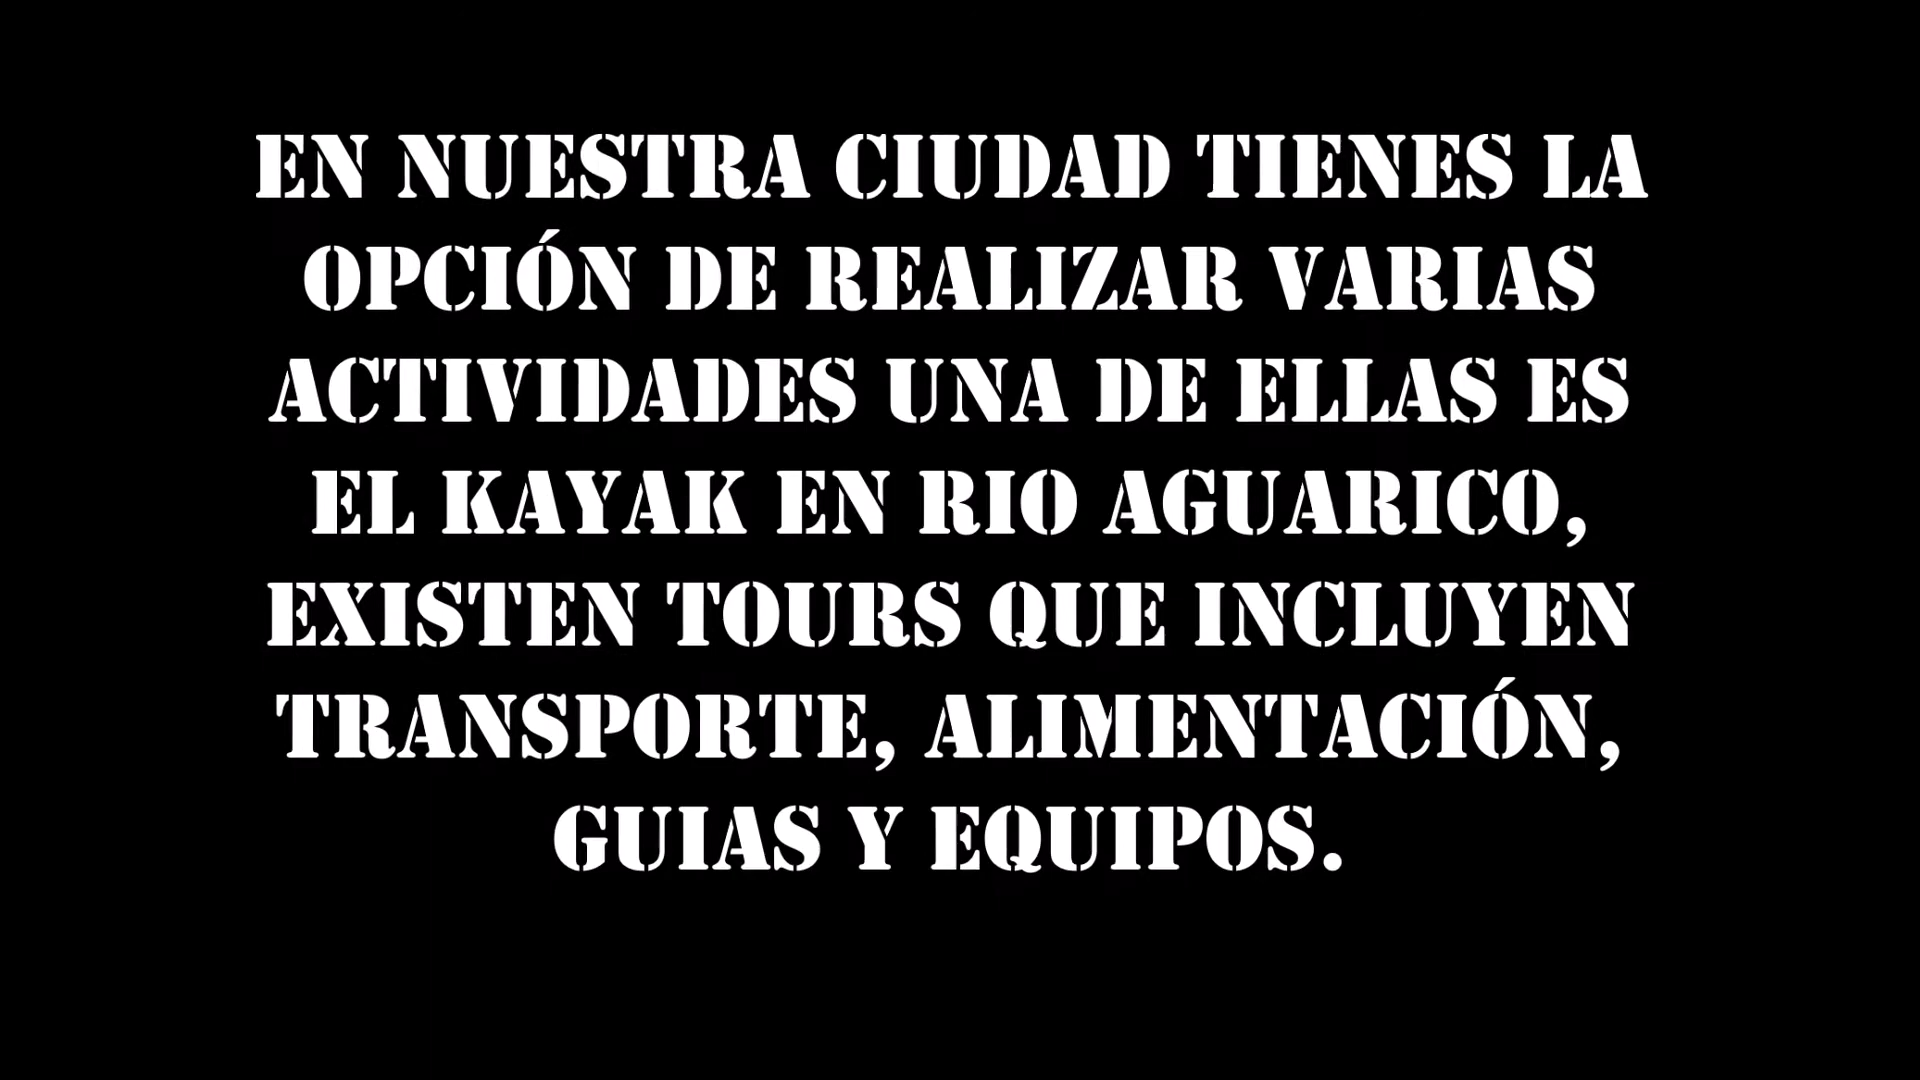 EN NUESTRA CIUDAD TIENES LA
OPCIÓN DE REALIZAR VARIAS
ACTIVIDADES UNA DE ELLAS ES
EL KAYAK EN RIO AGUARICO,
EXISTEN TOURS QUE INCLUYEN
TRANSPORTE, ALIMENTACIÓN,
GUIAS Y EQUIPOS.